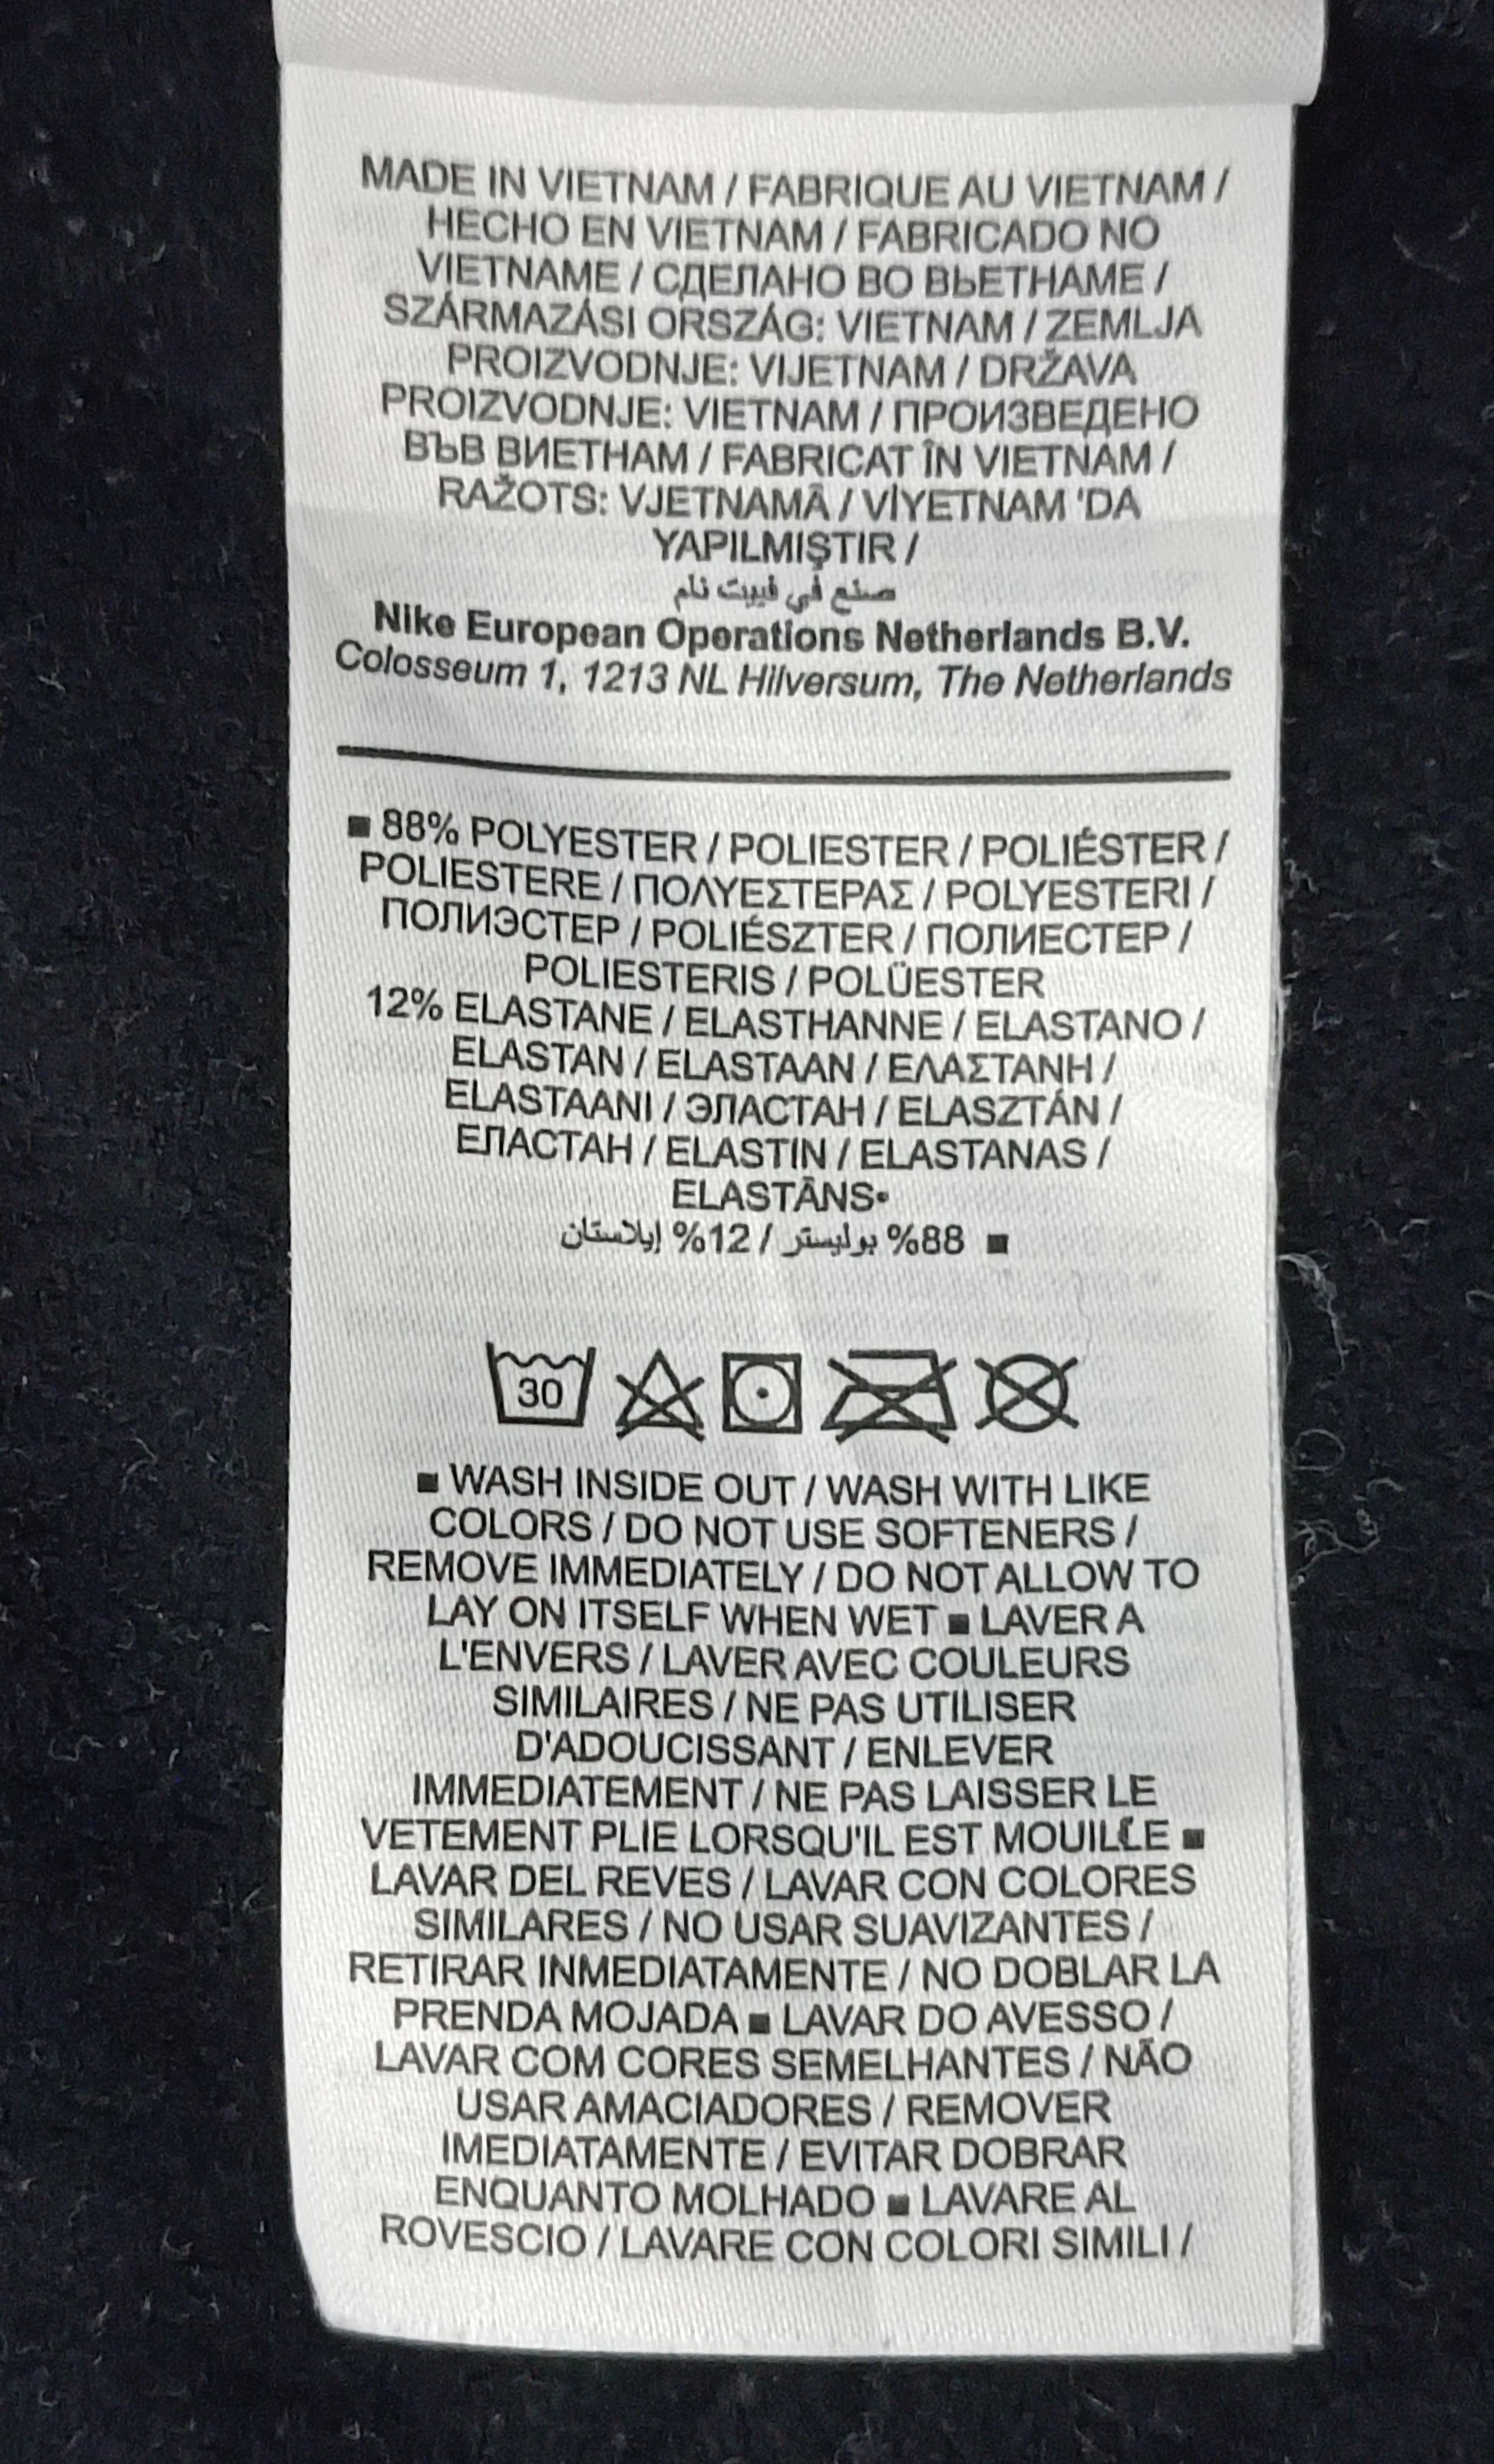 MADE IN VIETNAM / FABRIQUE AU VIETNAM /
HECHO EN VIETNAM / FABRICADO NO
VIETNAME / СДЕЛАНО ВО ВЬЕТНАМЕ /
SZÁRMAZÁSI ORSZÁG: VIETNAM / ZEMLJA
PROIZVODNJE: VIJETNAM / DRŽAVA
PROIZVODNJE: VIETNAM / ПРОИЗВЕДЕНО
ВЪВ ВИЕТНАМ / FABRICAT ÎN VIETNAM /
RAŽOTS: VJETNAMĀ / VİYETNAM 'DA
YAPILMIŞTIR /
صنع في فييت نام
Nike European Operations Netherlands B.V.
Colosseum 1, 1213 NL Hilversum, The Netherlands
■ 88% POLYESTER / POLIESTER / POLIÉSTER /
POLIESTERE / ΠΟΛΥΕΣΤΕΡΑΣ / POLYESTERI /
ПОЛИЭСТЕР / POLIÉSZTER / ПОЛИЕСТЕР /
POLIESTERIS / POLÜESTER
12% ELASTANE / ELASTHANNE / ELASTANO /
ELASTAN / ELASTAAN / ΕΛΑΣΤΑΝΗ /
ELASTAANI / ЭЛАСТАН / ELASZTÁN /
ЕЛАСТАН / ELASTIN / ELASTANAS /
ELASTĀNS•
■ 88% بوليستر / 12% إيلاستان
30
■ WASH INSIDE OUT / WASH WITH LIKE
COLORS / DO NOT USE SOFTENERS /
REMOVE IMMEDIATELY / DO NOT ALLOW TO
LAY ON ITSELF WHEN WET ■ LAVER A
L'ENVERS / LAVER AVEC COULEURS
SIMILAIRES / NE PAS UTILISER
D'ADOUCISSANT / ENLEVER
IMMEDIATEMENT / NE PAS LAISSER LE
VETEMENT PLIE LORSQU'IL EST MOUILLE ■
LAVAR DEL REVES / LAVAR CON COLORES
SIMILARES / NO USAR SUAVIZANTES /
RETIRAR INMEDIATAMENTE / NO DOBLAR LA
PRENDA MOJADA ■ LAVAR DO AVESSO /
LAVAR COM CORES SEMELHANTES / NÃO
USAR AMACIADORES / REMOVER
IMEDIATAMENTE / EVITAR DOBRAR
ENQUANTO MOLHADO ■ LAVARE AL
ROVESCIO / LAVARE CON COLORI SIMILI /